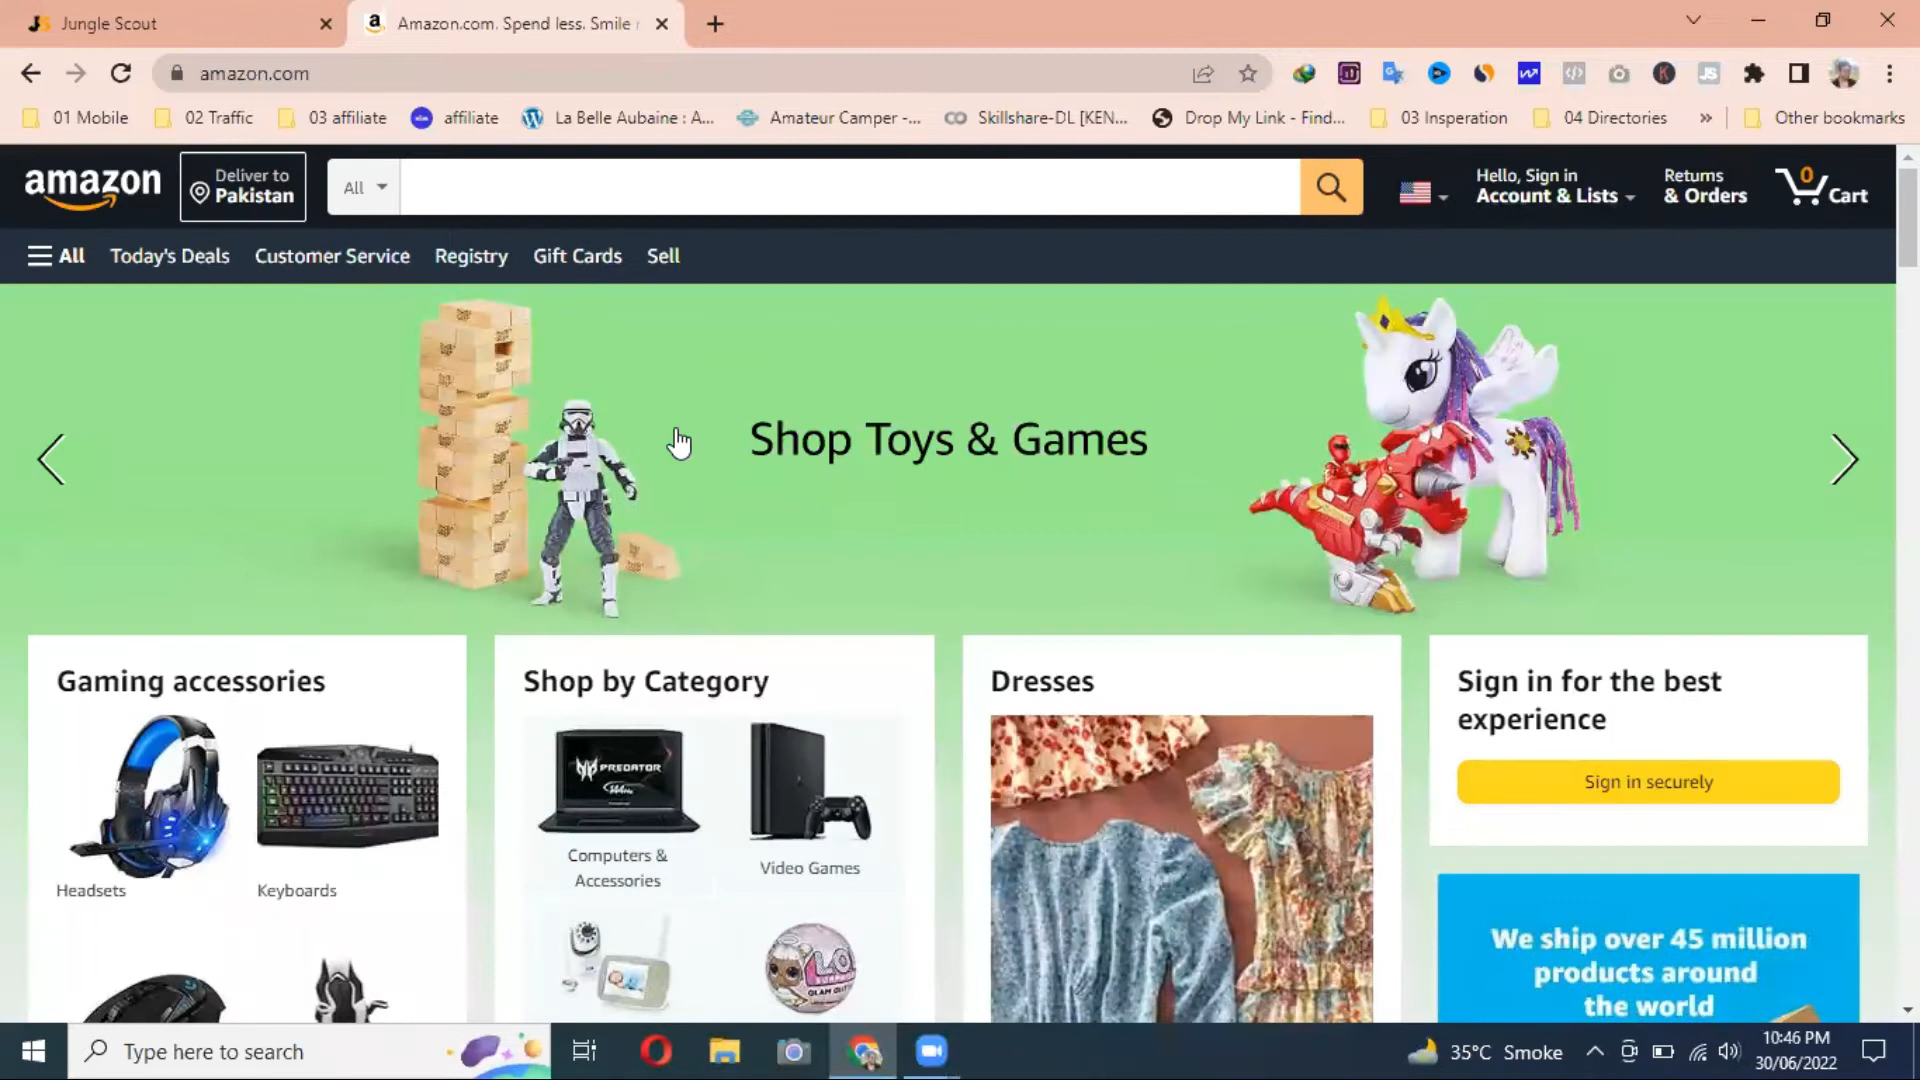 Jungle Scout
Amazon.com. Spend less. Smile
amazon.com
01 Mobile
02 Traffic
03 affiliate
affiliate
La Belle Aubaine : A...
Amateur Camper -...
Skillshare-DL [KEN...
Drop My Link - Find...
03 Insperation
04 Directories
»
Other bookmarks
amazon
Deliver to
Pakistan
All
Hello, Sign in
Account & Lists
Returns
& Orders
0
Cart
All
Today's Deals
Customer Service
Registry
Gift Cards
Sell
Shop Toys & Games
Gaming accessories
Headsets
Keyboards
Shop by Category
PREDATOR
Computers &
Accessories
Video Games
Dresses
Sign in for the best
experience
Sign in securely
We ship over 45 million
products around
the world
Type here to search
35°C Smoke
10:46 PM
30/06/2022